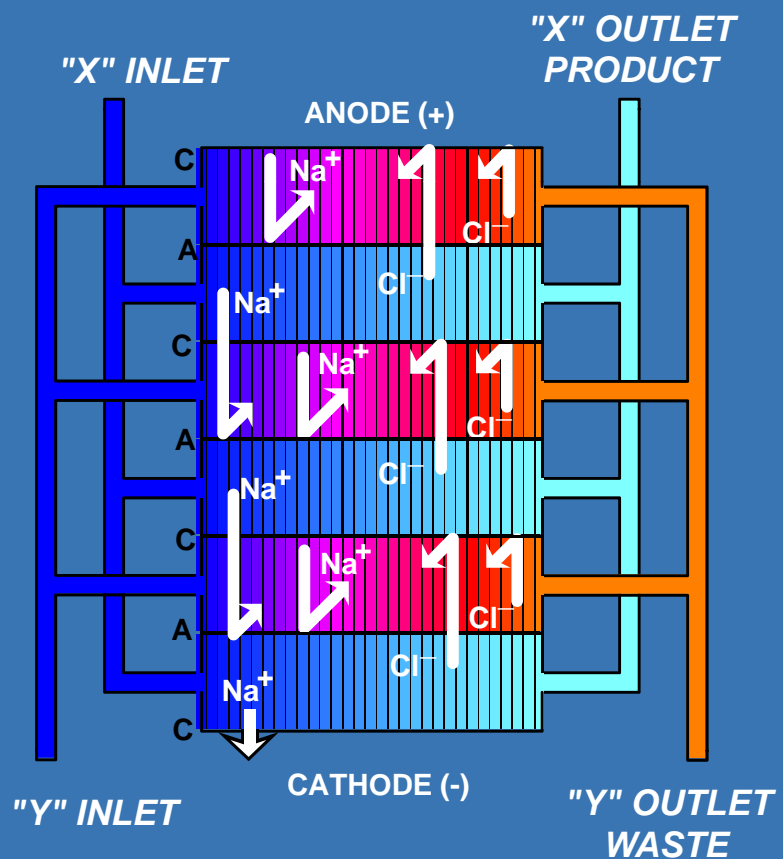 "X" OUTLET
PRODUCT
"X" INLET
ANODE (+)
C
Na+
Cl—
A
Cl—
Na+
C
Na+
Cl—
A
Cl—
Na+
C
Na+
Cl—
A
Cl—
Na+
C
CATHODE (-)
"Y" INLET
"Y" OUTLET
WASTE